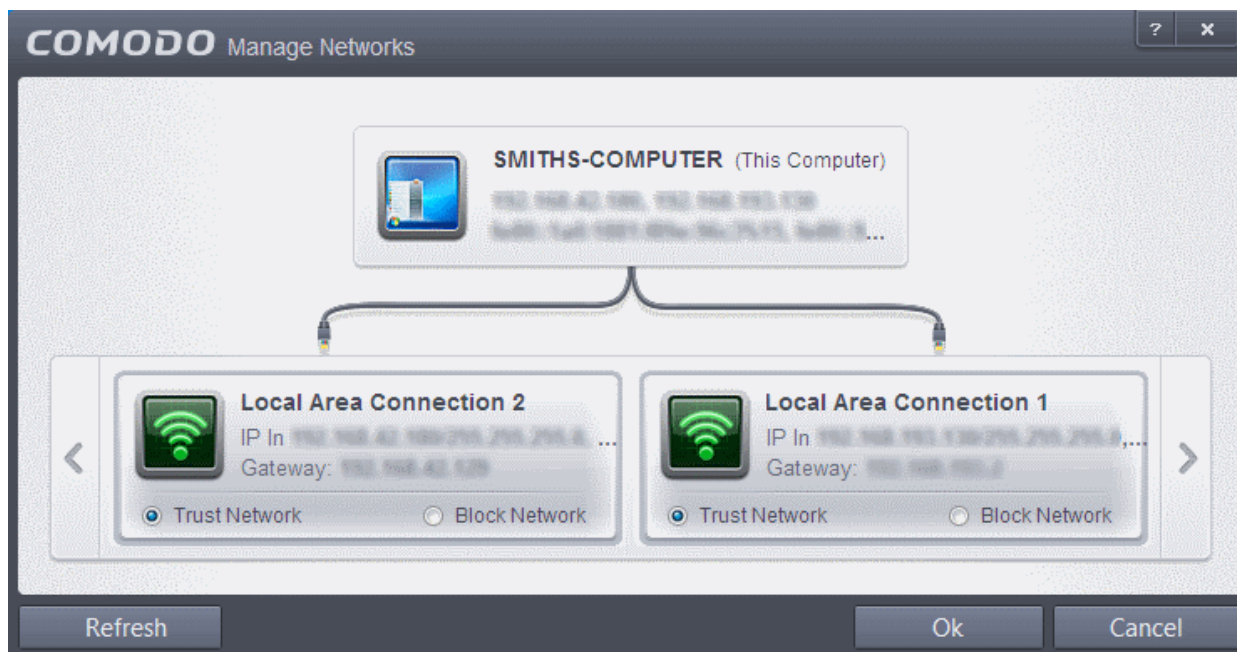 COMODO Manage Networks
? x
SMITHS-COMPUTER (This Computer)
Local Area Connection 2
IP In
Gateway:
Trust Network Block Network
Local Area Connection 1
IP In
Gateway:
Trust Network Block Network
Refresh Ok Cancel